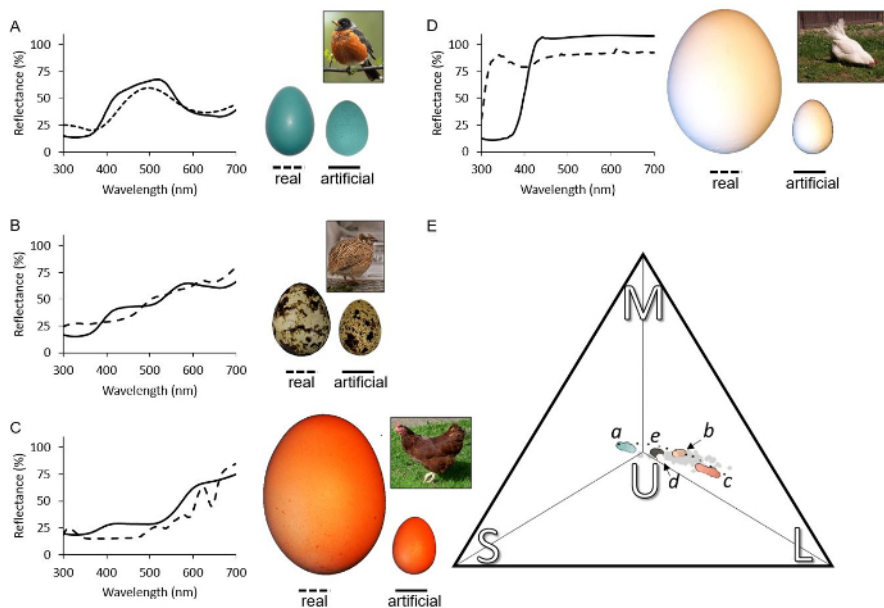 A
Reflectance (%)
100
75
50
25
0
300 400 500 600 700
Wavelength (nm)
real artificial
B
Reflectance (%)
100
75
50
25
0
300 400 500 600 700
Wavelength (nm)
real artificial
C
Reflectance (%)
100
75
50
25
0
300 400 500 600 700
Wavelength (nm)
real artificial
D
Reflectance (%)
100
75
50
25
0
300 400 500 600 700
Wavelength (nm)
real artificial
E
M
a e b
U d c
S L